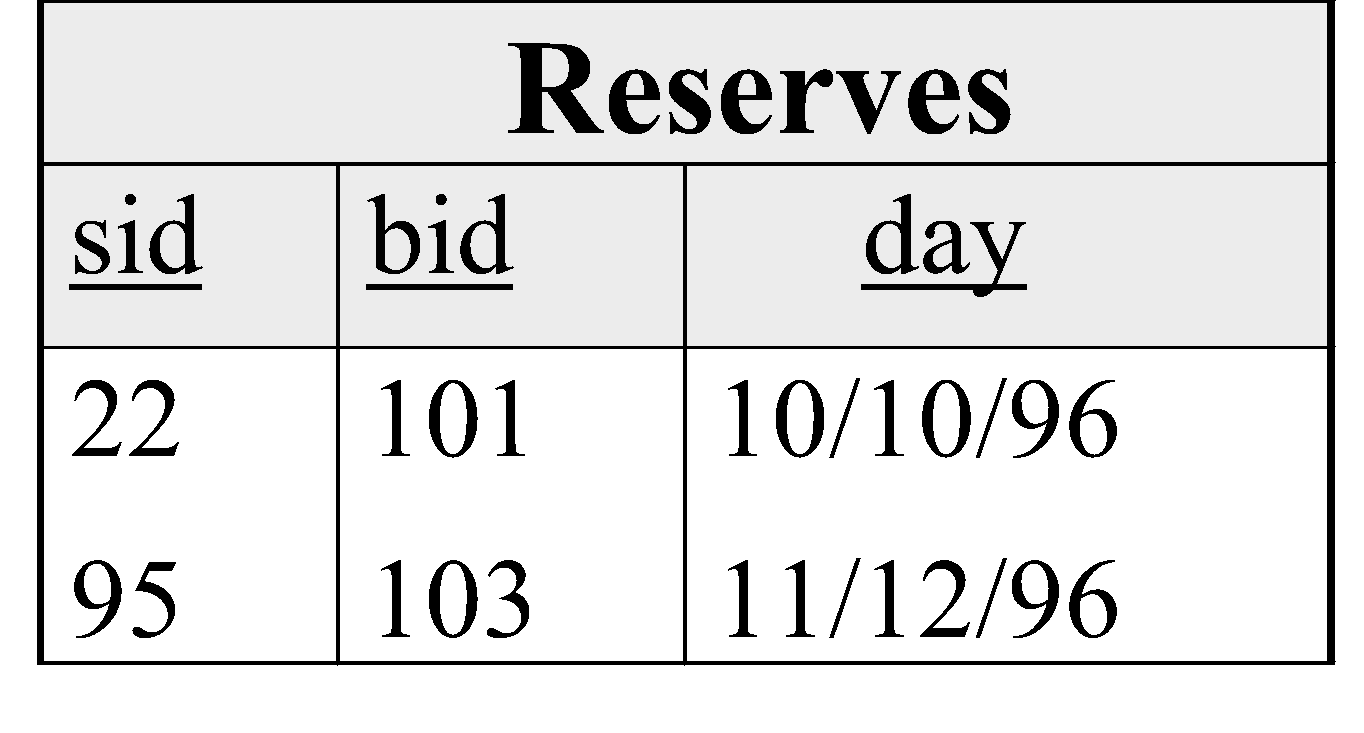 Reserves
sid bid day
22 101 10/10/96
95 103 11/12/96